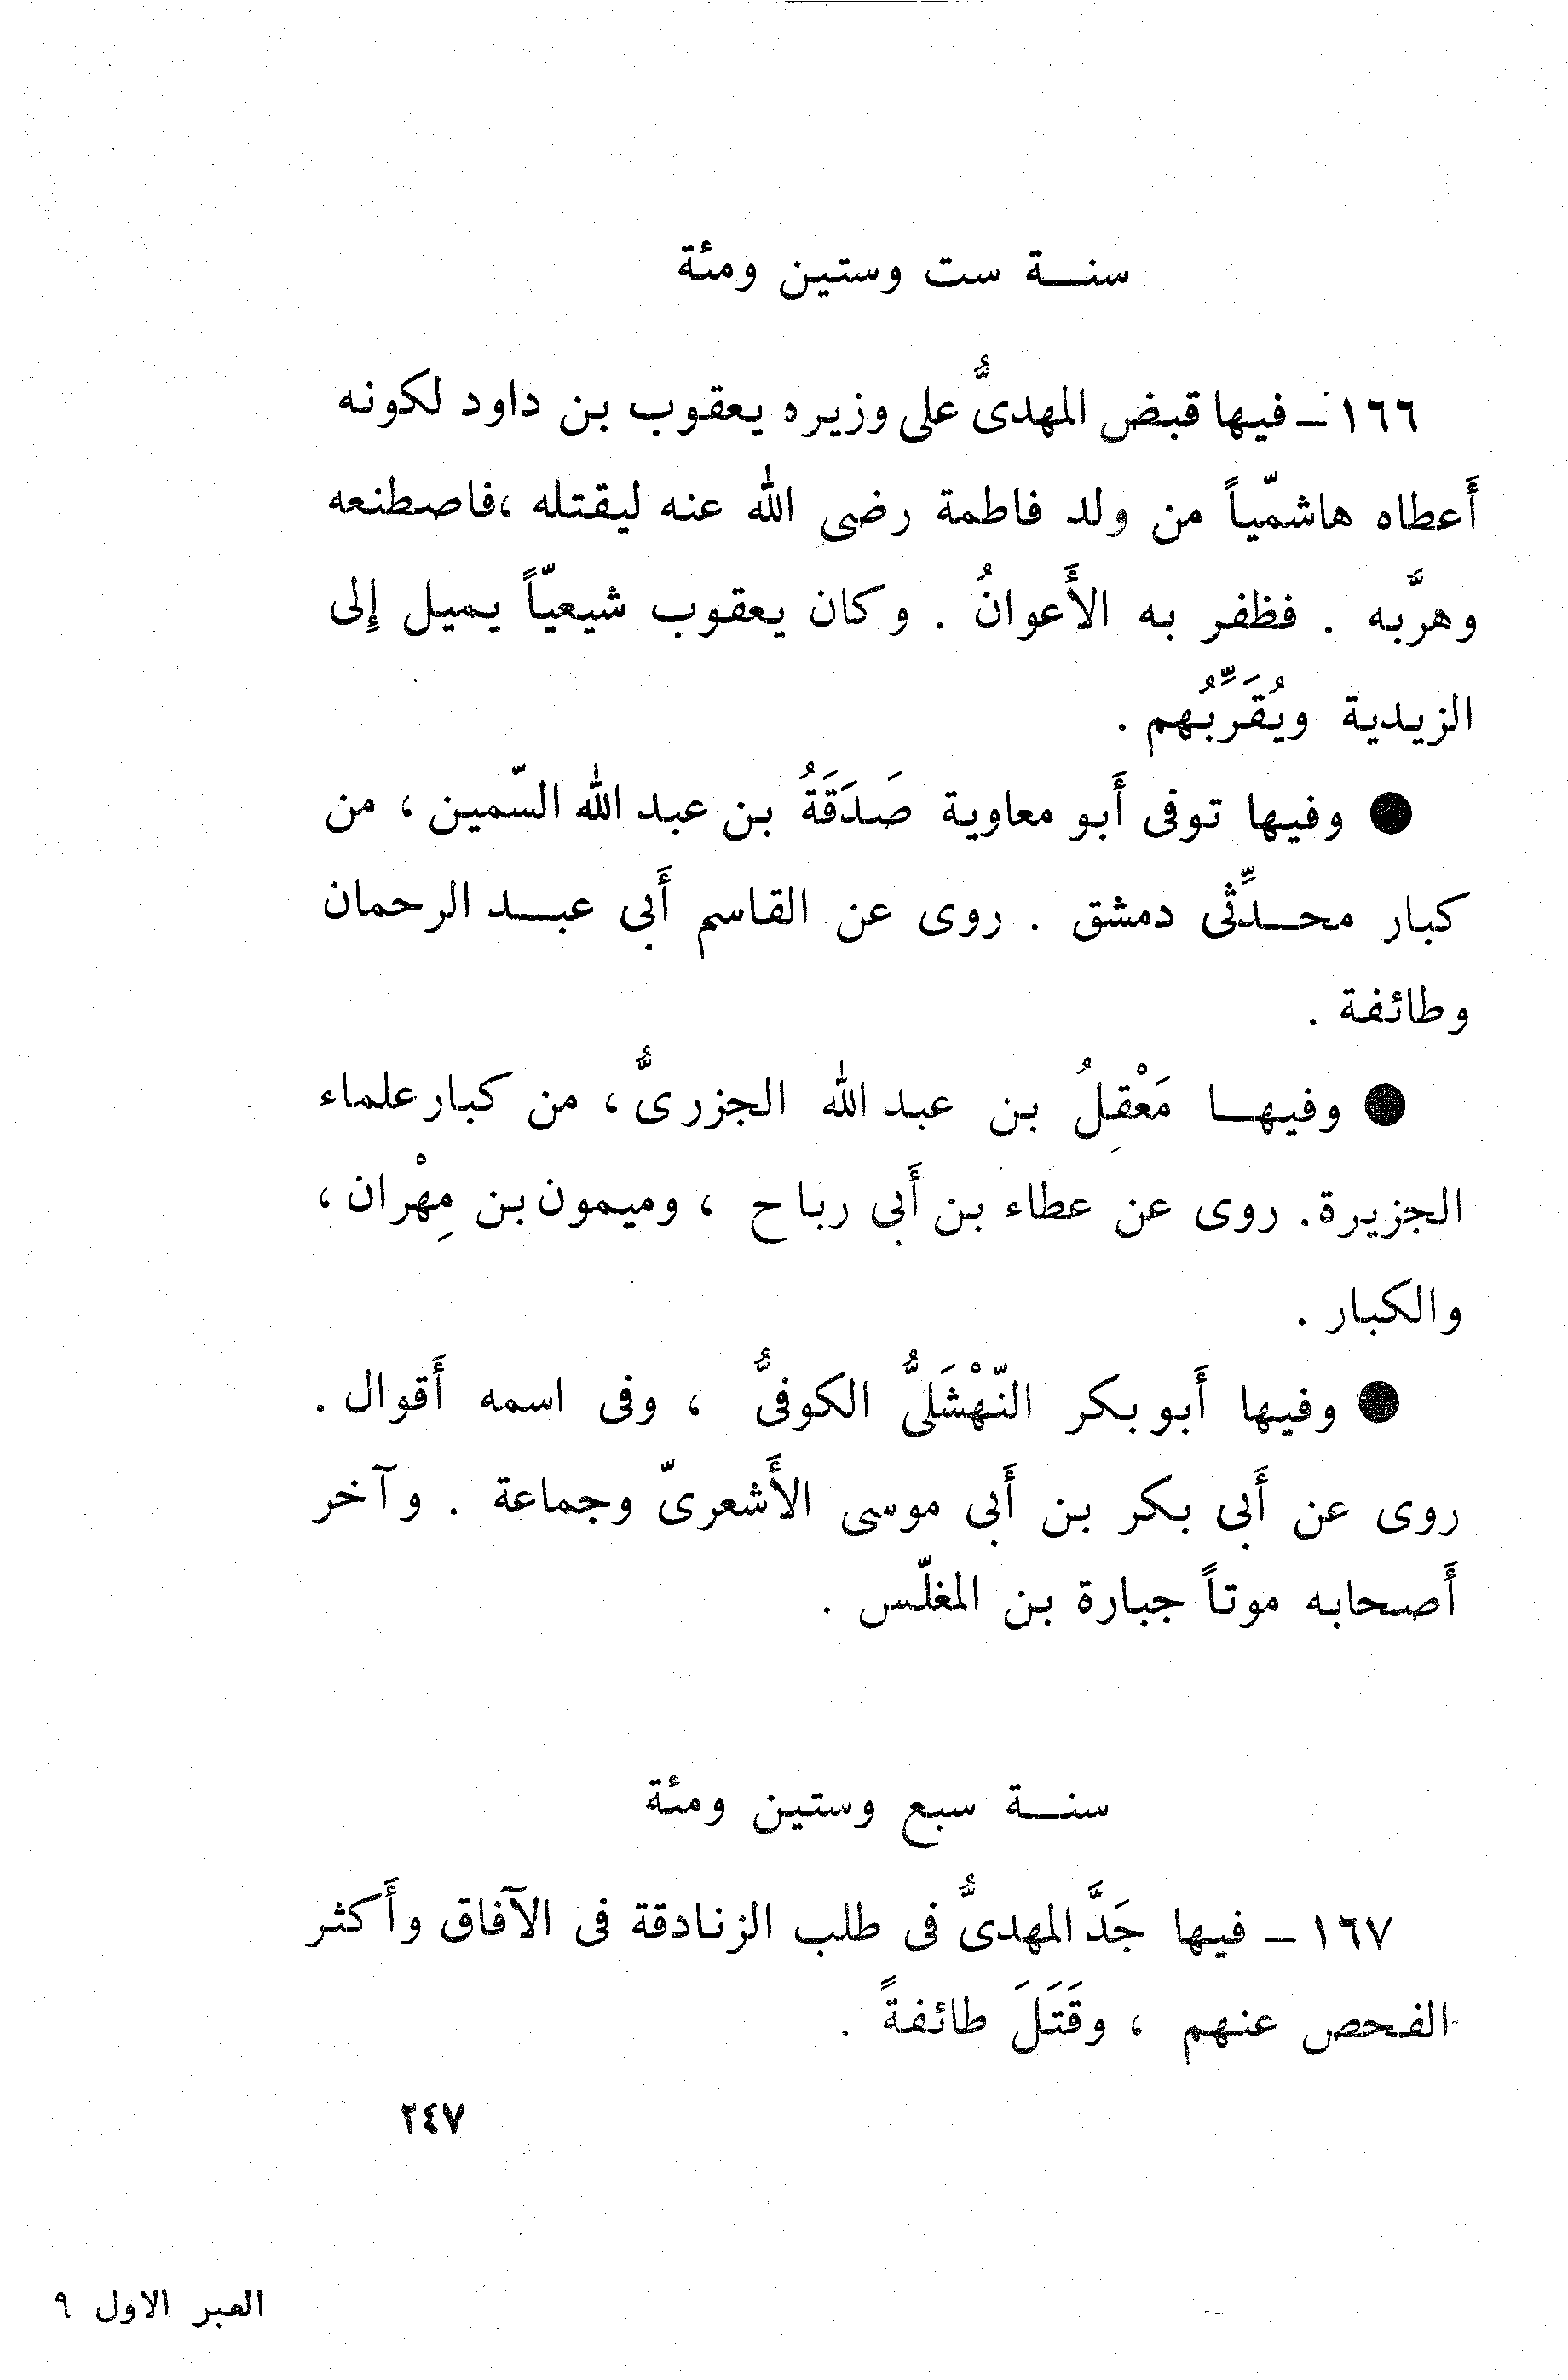 سنة ست وستين ومئة
١٦٦ – فيها قبض المهدىُّ على وزيره يعقوب بن داود لكونه
أَعطاه هاشمّياً من ولد فاطمة رضى الله عنه ليقتله ،فاصطنعه
وهرَّبه . فظفر به الأَعوانُ . وكان يعقوب شيعيّاً يميل إِلى
الزيدية ويُقَرِّبُهم .
● وفيها توفى أَبو معاوية صَدَقَةُ بن عبد الله السّمين ، من
كبار محدِّثى دمشق . روى عن القاسم أَبى عبد الرحمان
وطائفة .
● وفيها مَعْقِلُ بن عبد الله الجزرىُّ ، من كبار علماء
الجزيرة. روى عن عطاء بن أَبى رباح ، وميمون بن مِهْران ،
والكبار .
● وفيها أَبو بكر النّهْشَلىُّ الكوفىُّ ، وفى اسمه أَقوال .
روى عن أَبى بكر بن أَبى موسى الأَشعرىّ وجماعة . وآخر
أَصحابه موتاً جبارة بن المغلّس .
سنة سبع وستين ومئة
١٦٧ – فيها جَدَّ المهدىُّ فى طلب الزنادقة فى الآفاق وأَكثر
الفحص عنهم ، وقَتَلَ طائفةً .
٢٤٧
العبر الاول ٩